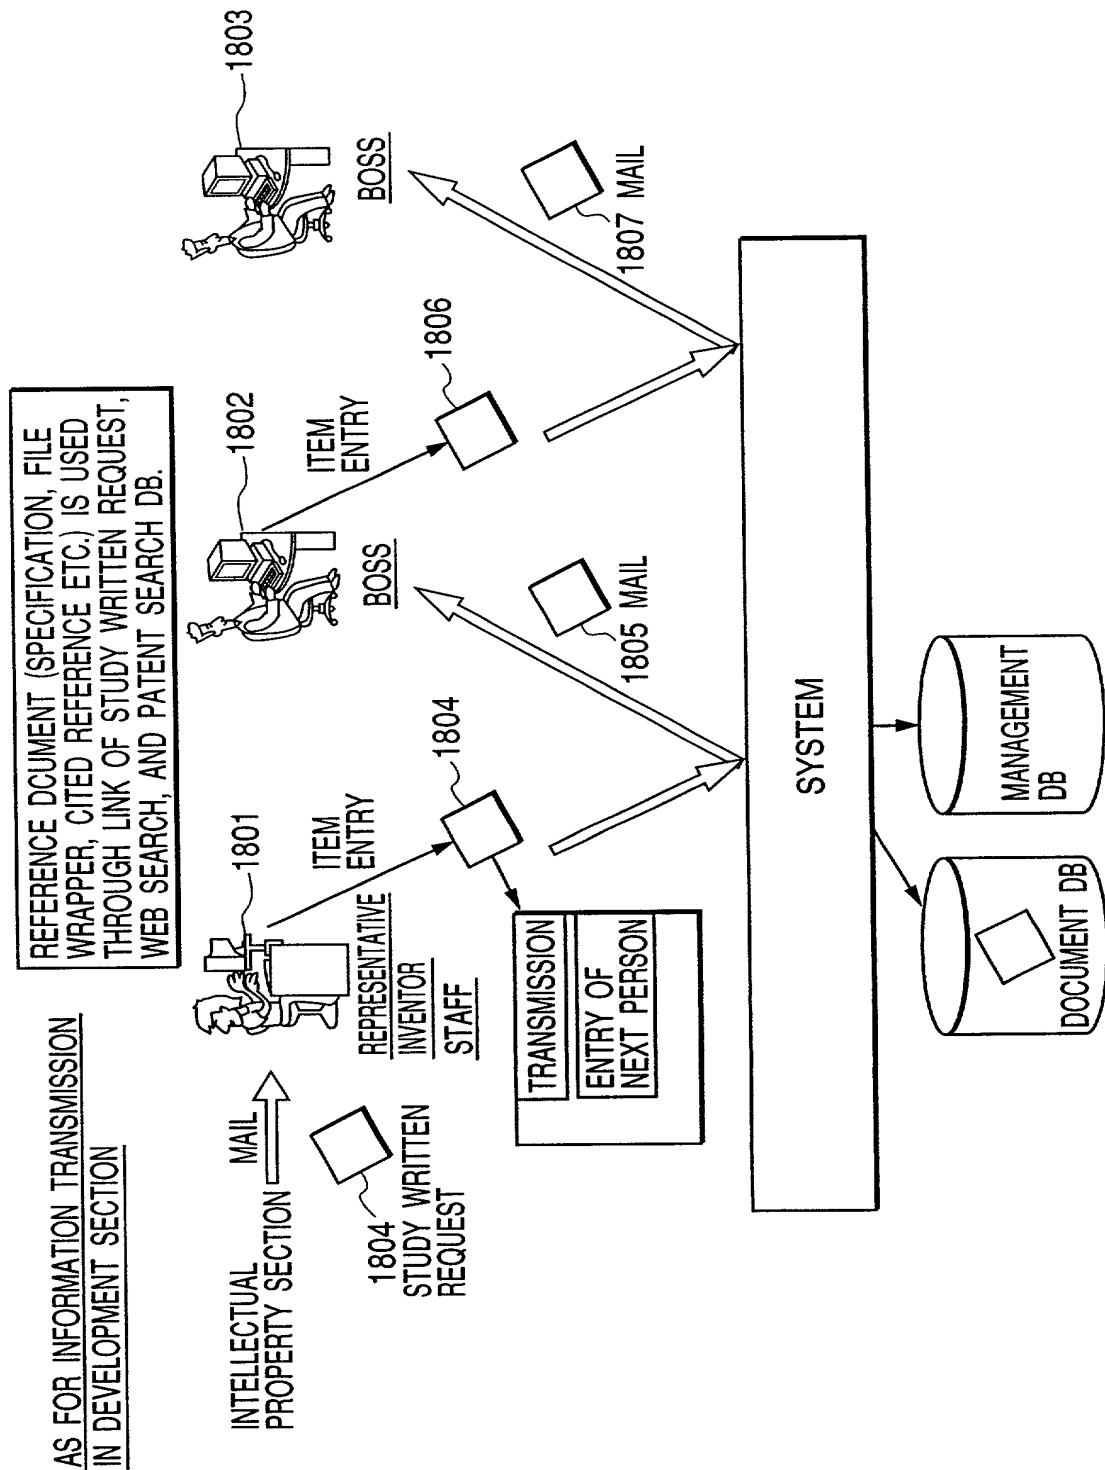 AS FOR INFORMATION TRANSMISSION
IN DEVELOPMENT SECTION
REFERENCE DOCUMENT (SPECIFICATION, FILE
WRAPPER, CITED REFERENCE ETC.) IS USED
THROUGH LINK OF STUDY WRITTEN REQUEST,
WEB SEARCH, AND PATENT SEARCH DB.
INTELLECTUAL
PROPERTY SECTION
MAIL
1804
STUDY WRITTEN
REQUEST
1801
REPRESENTATIVE
INVENTOR
STAFF
ITEM
ENTRY
1804
TRANSMISSION
ENTRY OF
NEXT PERSON
1802
BOSS
1805 MAIL
ITEM
ENTRY
1806
1803
BOSS
1807 MAIL
SYSTEM
DOCUMENT DB
MANAGEMENT
DB